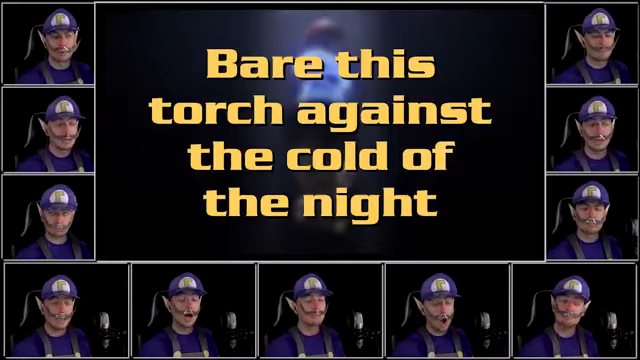 Bare this
torch against
the cold of
the night